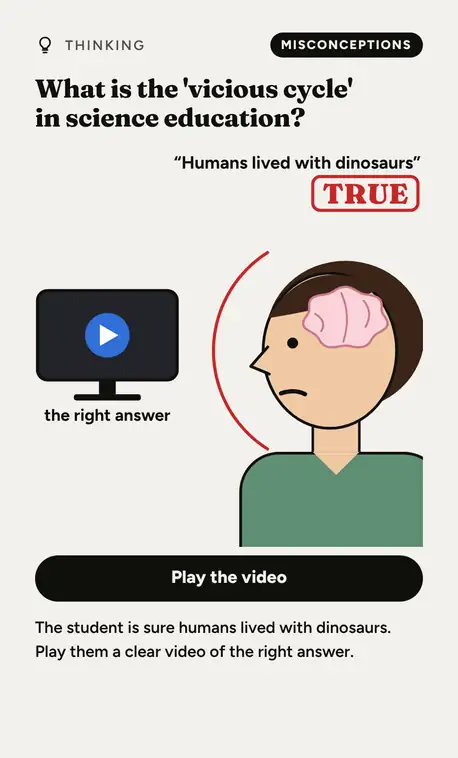 THINKING
MISCONCEPTIONS
What is the 'vicious cycle'
in science education?
“Humans lived with dinosaurs”
TRUE
the right answer
Play the video
The student is sure humans lived with dinosaurs.
Play them a clear video of the right answer.